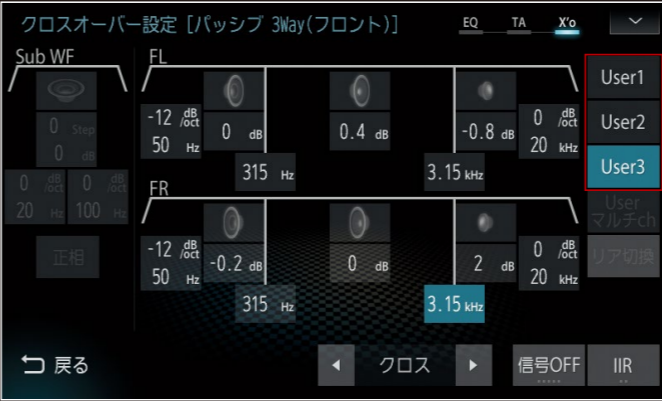 クロスオーバー設定 [パッシブ 3Way(フロント)]
EQ TA X'o
Sub WF
FL
User1
0 Step
0 dB
-12 dB/oct
50 Hz
0 dB
0.4 dB
-0.8 dB
0 dB/oct
20 kHz
User2
315 Hz
3.15 kHz
User3
0 dB/oct 0 dB/oct
20 Hz 100 Hz
FR
User
マルチch
正相
-12 dB/oct
50 Hz
-0.2 dB
0 dB
2 dB
0 dB/oct
20 kHz
リア切換
315 Hz
3.15 kHz
戻る
クロス
信号OFF
IIR